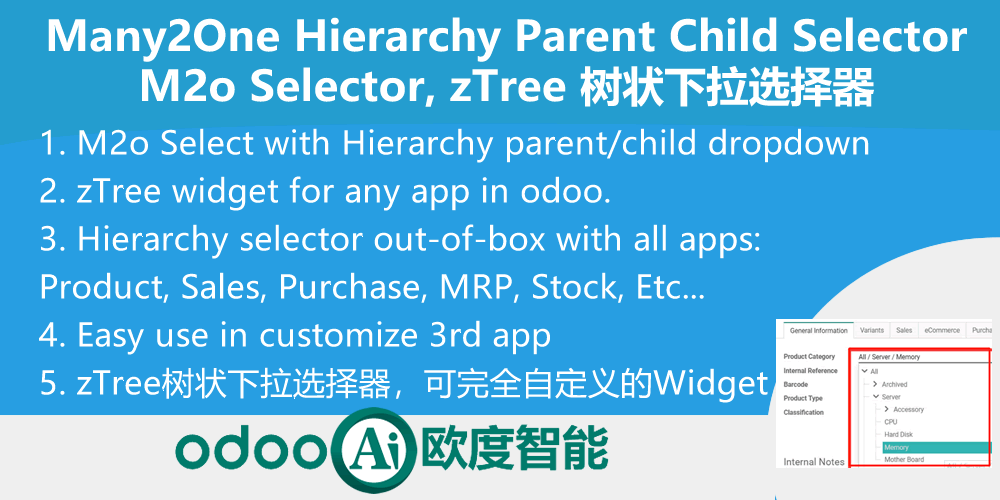 Many2One Hierarchy Parent Child Selector
M2o Selector, zTree 树状下拉选择器
1. M2o Select with Hierarchy parent/child dropdown
2. zTree widget for any app in odoo.
3. Hierarchy selector out-of-box with all apps:
Product, Sales, Purchase, MRP, Stock, Etc...
4. Easy use in customize 3rd app
5. zTree树状下拉选择器，可完全自定义的Widget
odoo Ai 欧度智能
General Information Variants Sales eCommerce Purcha
Product Category All / Server / Memory
Internal Reference All
Barcode Archived
Product Type Server
Classification Accessory
CPU
Hard Disk
Memory
Internal Notes Mother Board